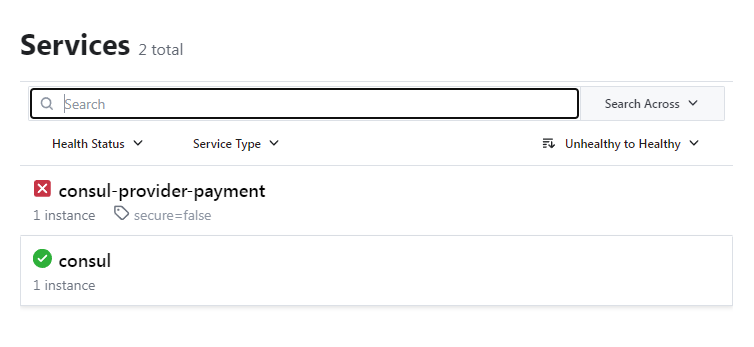 Services 2 total
Search Search Across
Health Status Service Type Unhealthy to Healthy
consul-provider-payment
1 instance secure=false
consul
1 instance